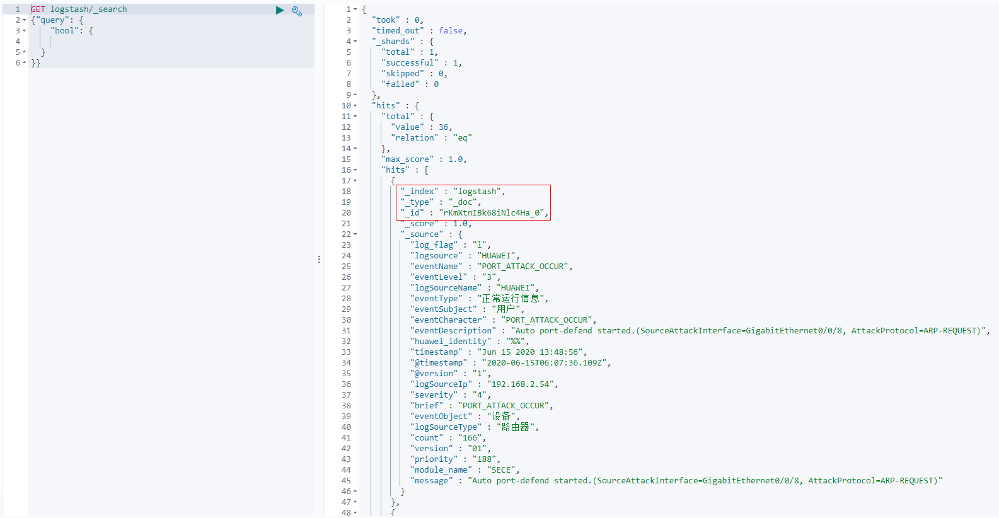 1 GET logstash/_search
2 {"query": {
3 "bool": {
4
5 }
6 }}
1 {
2 "took" : 0,
3 "timed_out" : false,
4 "_shards" : {
5 "total" : 1,
6 "successful" : 1,
7 "skipped" : 0,
8 "failed" : 0
9 },
10 "hits" : {
11 "total" : {
12 "value" : 36,
13 "relation" : "eq"
14 },
15 "max_score" : 1.0,
16 "hits" : [
17 {
18 "_index" : "logstash",
19 "_type" : "_doc",
20 "_id" : "rKmXtnIBk68iNlc4Ha_0",
21 "_score" : 1.0,
22 "_source" : {
23 "log_flag" : "l",
24 "logsource" : "HUAWEI",
25 "eventName" : "PORT_ATTACK_OCCUR",
26 "eventLevel" : "3",
27 "logSourceName" : "HUAWEI",
28 "eventType" : "正常运行信息",
29 "eventSubject" : "用户",
30 "eventCharacter" : "PORT_ATTACK_OCCUR",
31 "eventDescription" : "Auto port-defend started.(SourceAttackInterface=GigabitEthernet0/0/8, AttackProtocol=ARP-REQUEST)",
32 "huawei_identity" : "%%",
33 "timestamp" : "Jun 15 2020 13:48:56",
34 "@timestamp" : "2020-06-15T06:07:36.109Z",
35 "@version" : "1",
36 "logSourceIp" : "192.168.2.54",
37 "severity" : "4",
38 "brief" : "PORT_ATTACK_OCCUR",
39 "eventObject" : "设备",
40 "logSourceType" : "路由器",
41 "count" : "166",
42 "version" : "01",
43 "priority" : "188",
44 "module_name" : "SECE",
45 "message" : "Auto port-defend started.(SourceAttackInterface=GigabitEthernet0/0/8, AttackProtocol=ARP-REQUEST)"
46 }
47 },
48 {